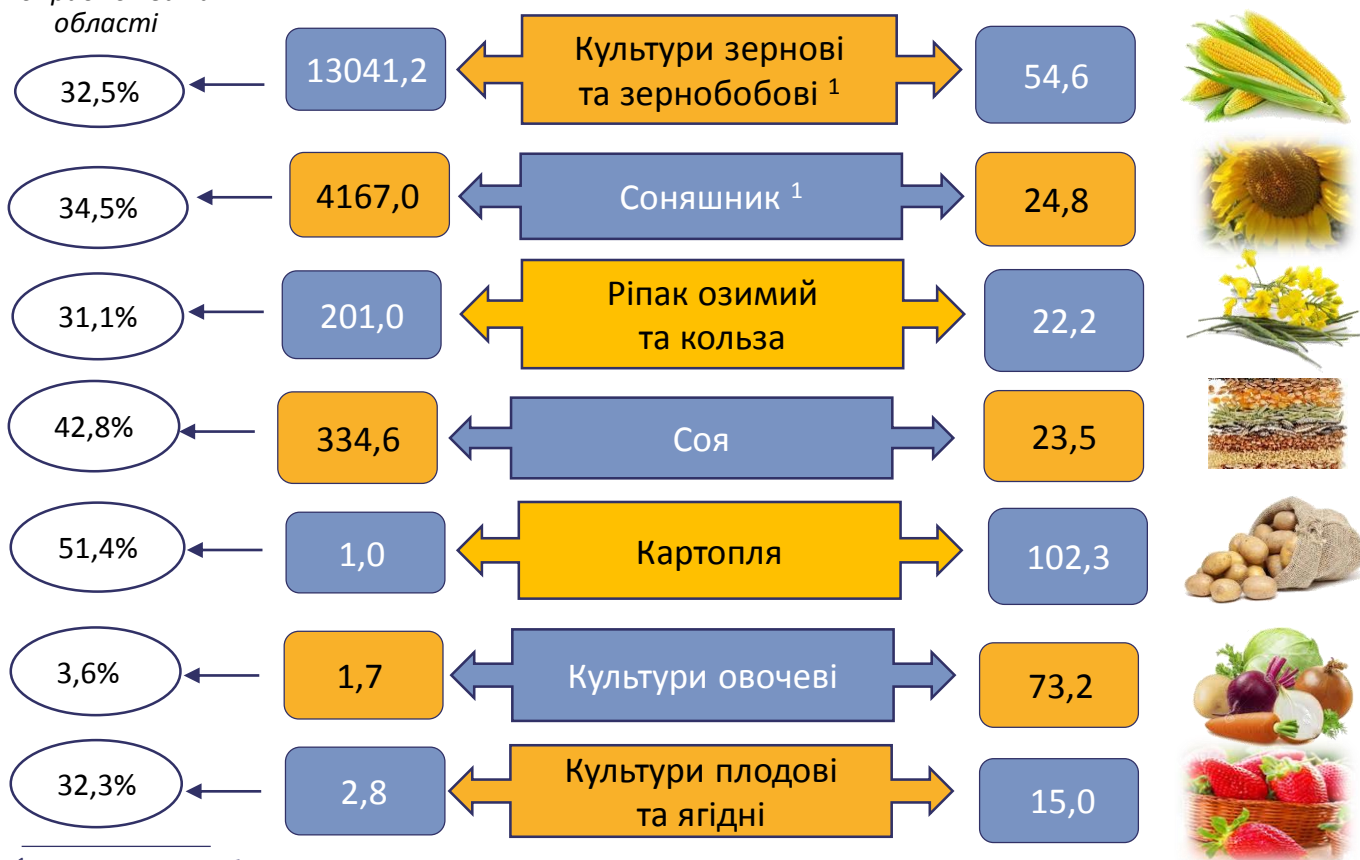 області
32,5%
13041,2
Культури зернові
та зернобобові ¹
54,6
34,5%
4167,0
Соняшник ¹
24,8
31,1%
201,0
Ріпак озимий
та кольза
22,2
42,8%
334,6
Соя
23,5
51,4%
1,0
Картопля
102,3
3,6%
1,7
Культури овочеві
73,2
32,3%
2,8
Культури плодові
та ягідні
15,0